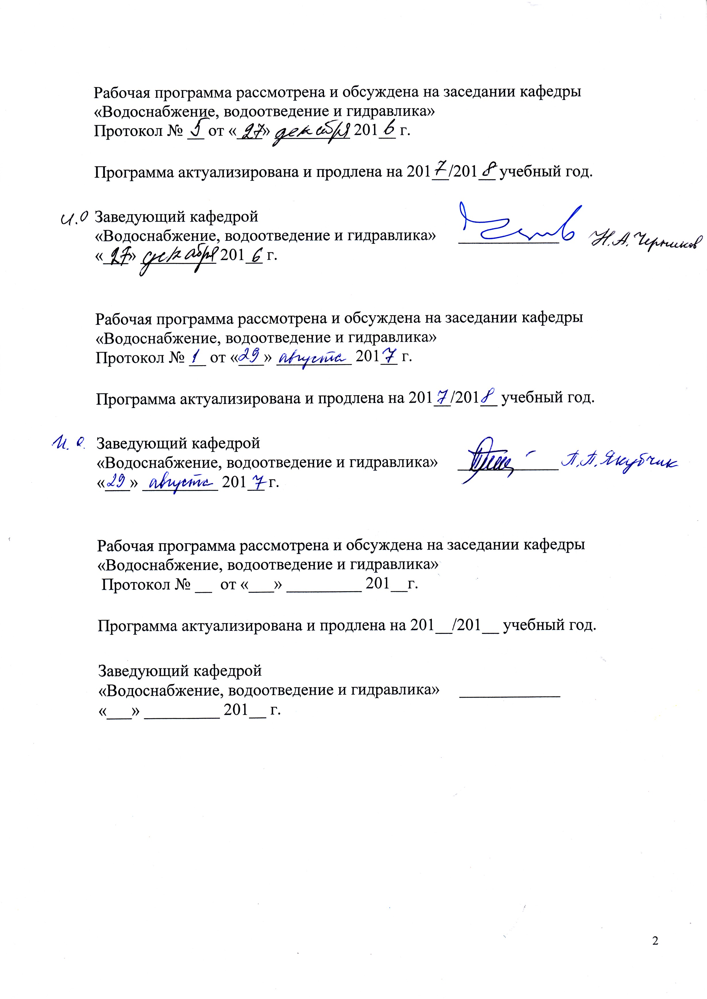 Рабочая программа рассмотрена и обсуждена на заседании кафедры
«Водоснабжение, водоотведение и гидравлика»
Протокол № 5 от «27» декабря 2016 г.
Программа актуализирована и продлена на 2017/2018 учебный год.
И.О Заведующий кафедрой
«Водоснабжение, водоотведение и гидравлика» Н.А. Черников
«27» декабря 2016 г.
Рабочая программа рассмотрена и обсуждена на заседании кафедры
«Водоснабжение, водоотведение и гидравлика»
Протокол № 1 от «29» августа 2017 г.
Программа актуализирована и продлена на 2017/2018 учебный год.
И.о. Заведующий кафедрой
«Водоснабжение, водоотведение и гидравлика» П.П. Якубчик
«29» августа 2017 г.
Рабочая программа рассмотрена и обсуждена на заседании кафедры
«Водоснабжение, водоотведение и гидравлика»
Протокол № __ от «___» _________ 201__г.
Программа актуализирована и продлена на 201__/201__ учебный год.
Заведующий кафедрой
«Водоснабжение, водоотведение и гидравлика» ____________
«___» _________ 201__ г.
2